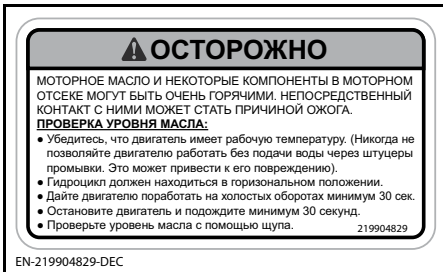 ОСТОРОЖНО
МОТОРНОЕ МАСЛО И НЕКОТОРЫЕ КОМПОНЕНТЫ В МОТОРНОМ
ОТСЕКЕ МОГУТ БЫТЬ ОЧЕНЬ ГОРЯЧИМИ. НЕПОСРЕДСТВЕННЫЙ
КОНТАКТ С НИМИ МОЖЕТ СТАТЬ ПРИЧИНОЙ ОЖОГА.
ПРОВЕРКА УРОВНЯ МАСЛА:
● Убедитесь, что двигатель имеет рабочую температуру. (Никогда не
позволяйте двигателю работать без подачи воды через штуцеры
промывки. Это может привести к его повреждению).
● Гидроцикл должен находиться в горизональном положении.
● Дайте двигателю поработать на холостых оборотах минимум 30 сек.
● Остановите двигатель и подождите минимум 30 секунд.
● Проверьте уровень масла с помощью щупа. 219904829
EN-219904829-DEC